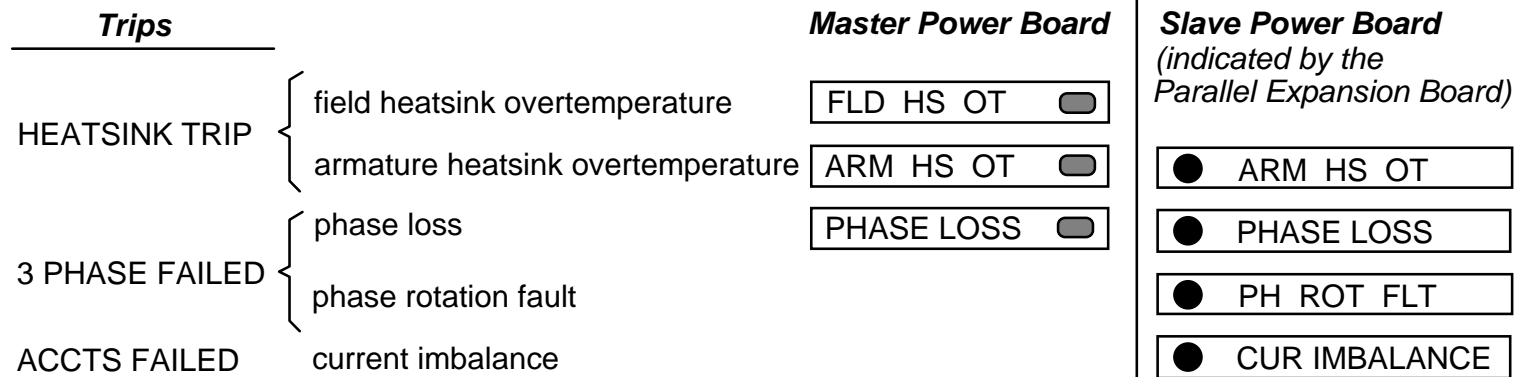 Trips
Master Power Board
Slave Power Board
(indicated by the
Parallel Expansion Board)
HEATSINK TRIP
field heatsink overtemperature
FLD HS OT
armature heatsink overtemperature
ARM HS OT
ARM HS OT
3 PHASE FAILED
phase loss
PHASE LOSS
PHASE LOSS
phase rotation fault
PH ROT FLT
ACCTS FAILED
current imbalance
CUR IMBALANCE